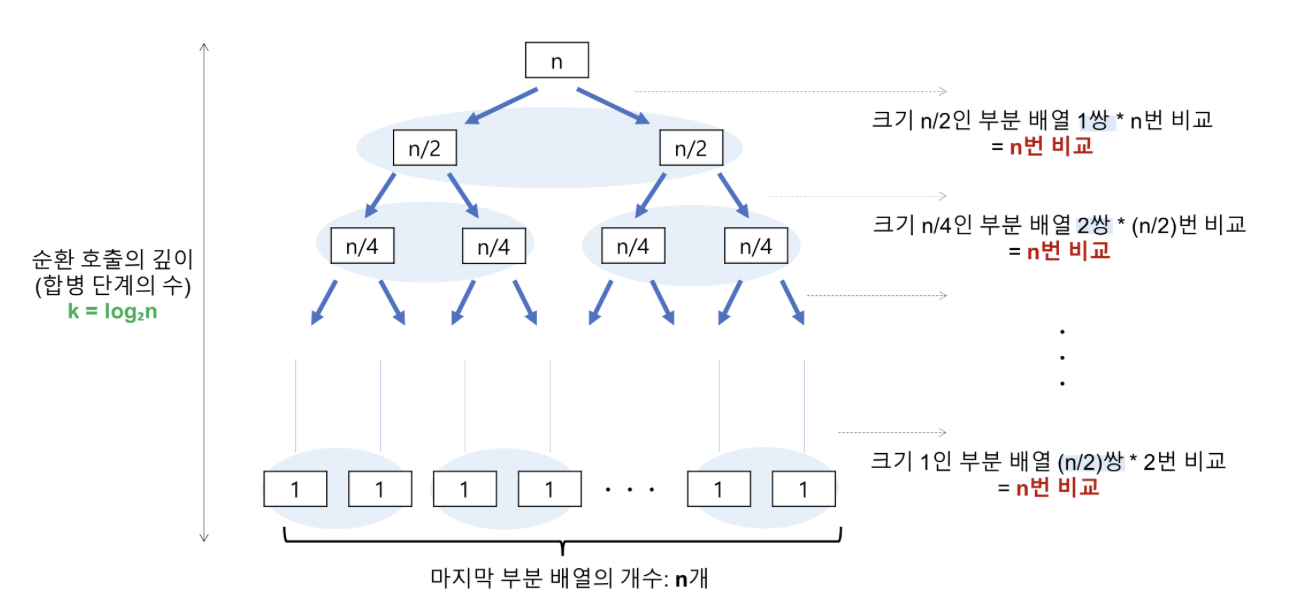 n
크기 n/2인 부분 배열 1쌍 * n번 비교
= n번 비교
n/2 n/2
크기 n/4인 부분 배열 2쌍 * (n/2)번 비교
= n번 비교
n/4 n/4 n/4 n/4
순환 호출의 깊이
(합병 단계의 수)
k = log₂n
크기 1인 부분 배열 (n/2)쌍 * 2번 비교
= n번 비교
1 1 1 1 · · · 1 1
마지막 부분 배열의 개수: n개